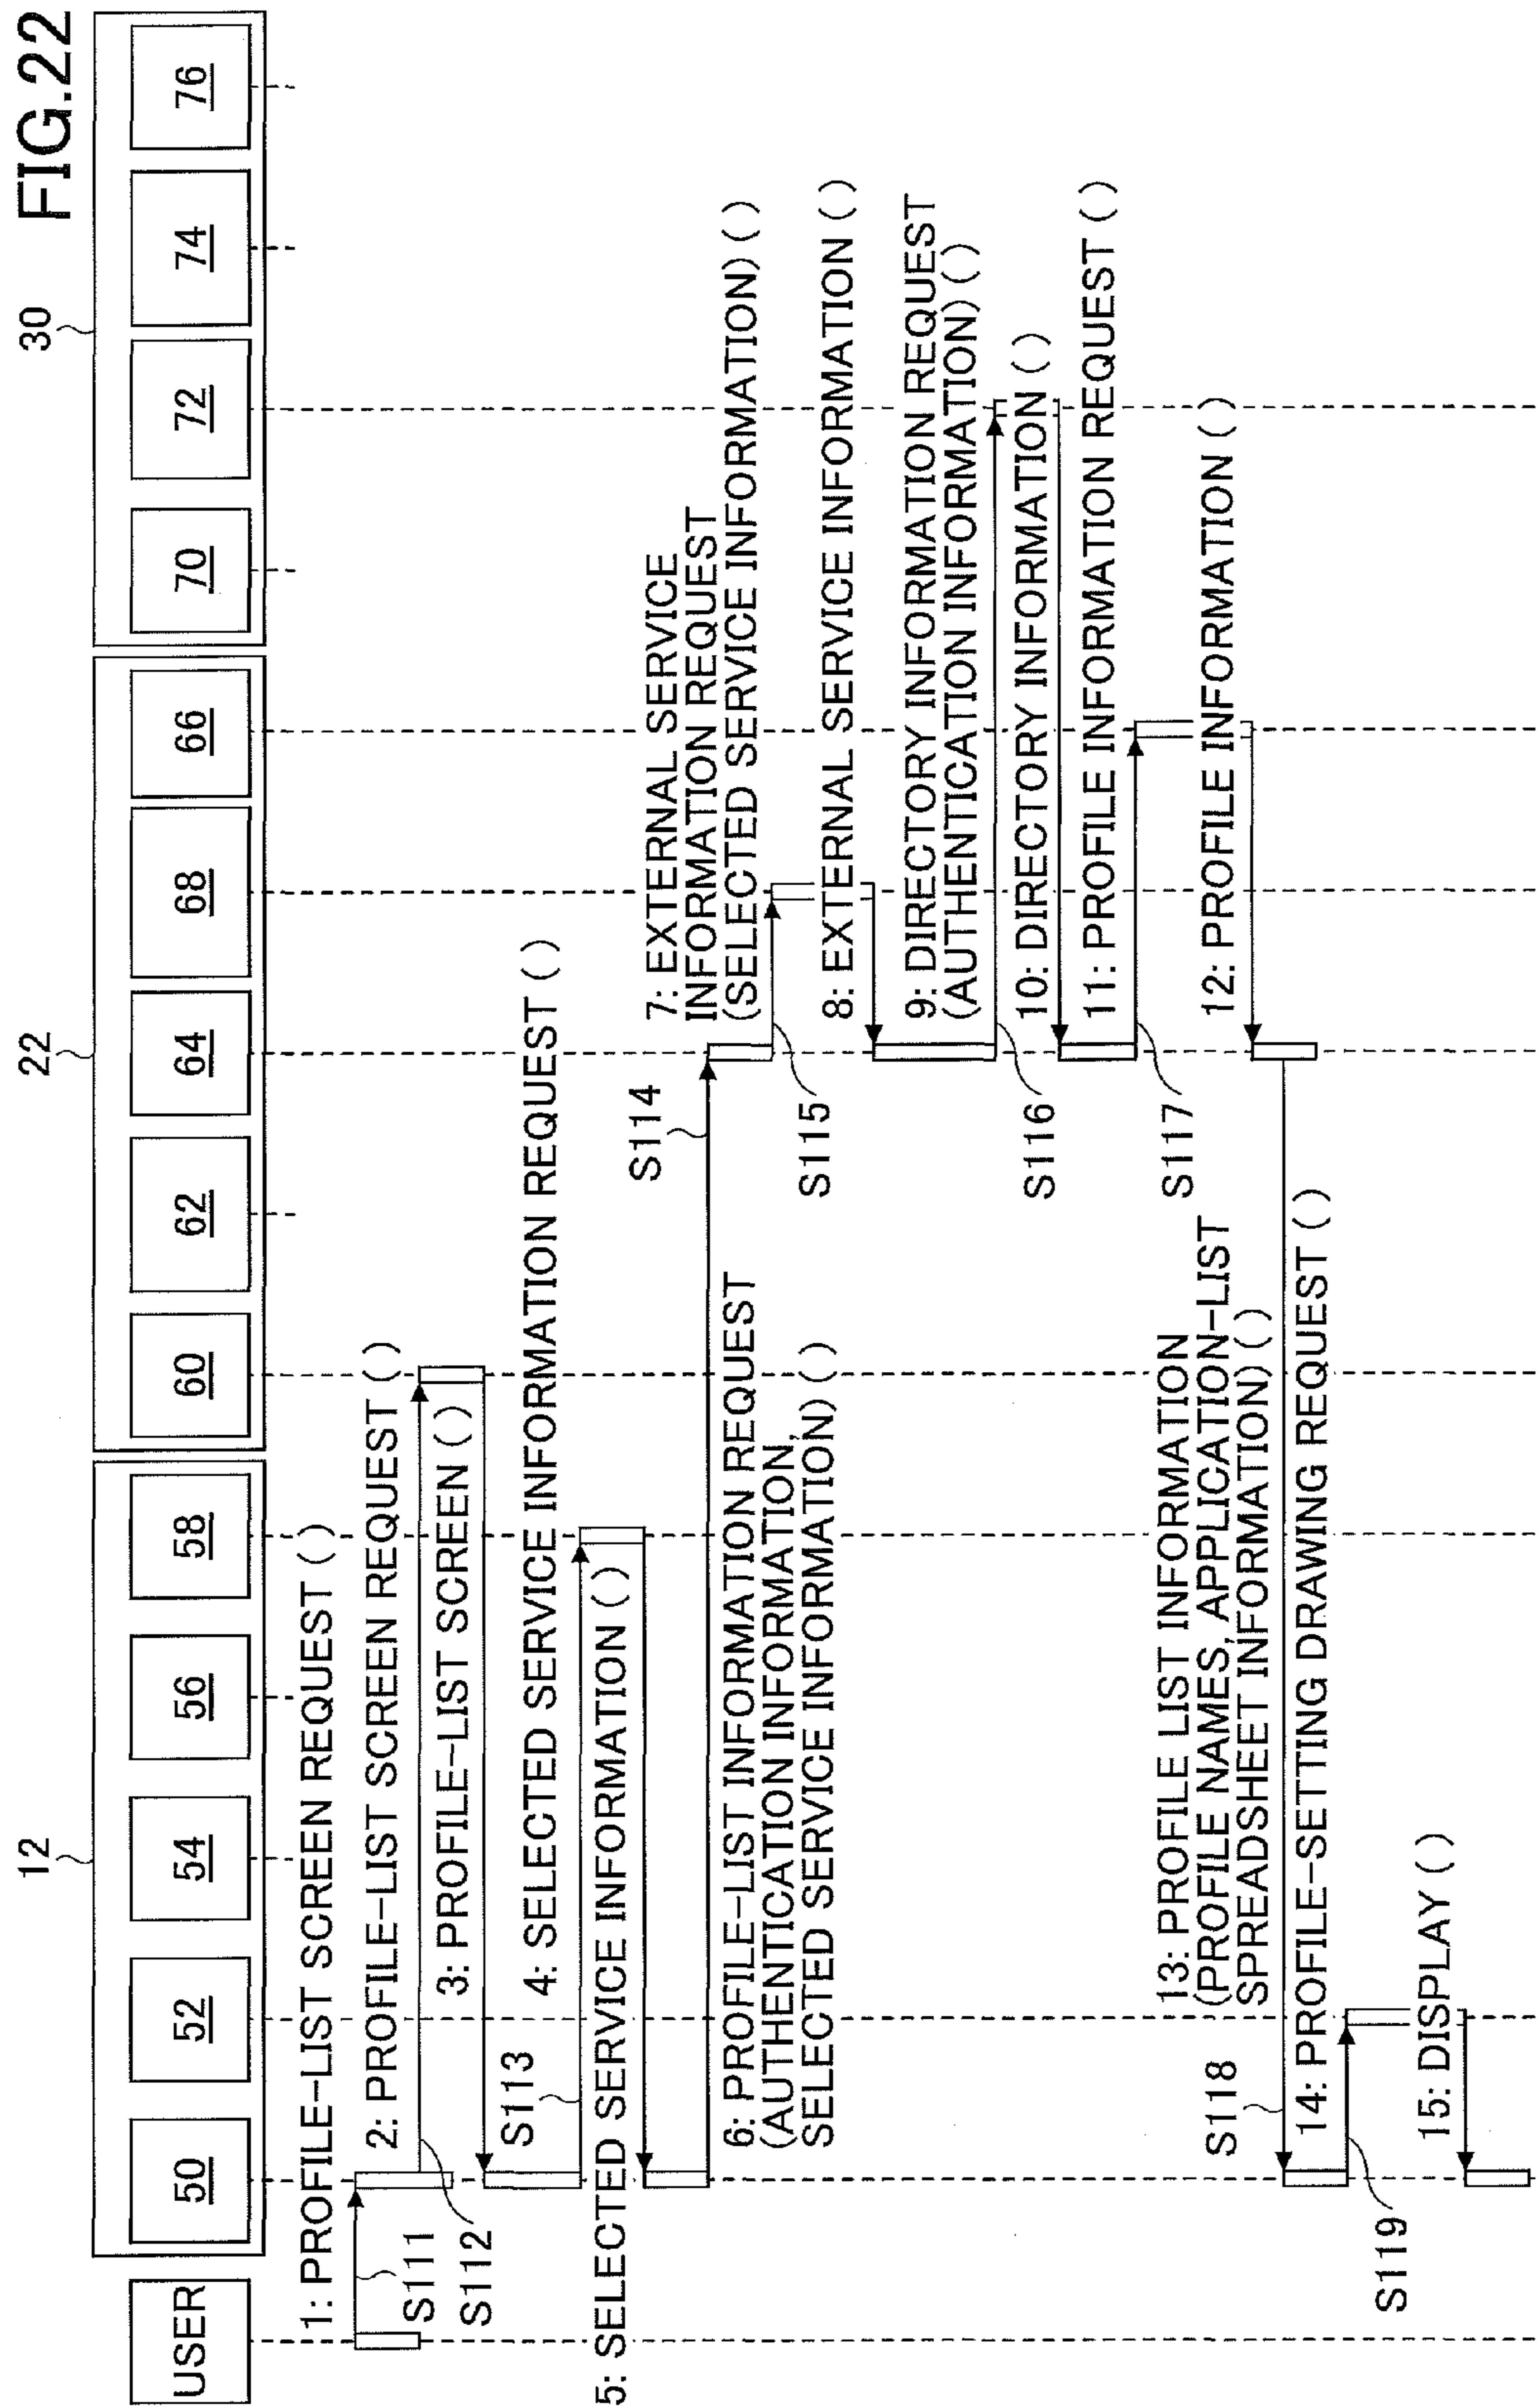 FIG.22
12
22
30
USER
50
52
54
56
58
60
62
64
68
66
70
72
74
76
1: PROFILE-LIST SCREEN REQUEST ( )
S111
2: PROFILE-LIST SCREEN REQUEST ( )
S112
3: PROFILE-LIST SCREEN ( )
4: SELECTED SERVICE INFORMATION REQUEST ( )
S113
5: SELECTED SERVICE INFORMATION ( )
S114
6: PROFILE-LIST INFORMATION REQUEST
(AUTHENTICATION INFORMATION,
SELECTED SERVICE INFORMATION) ( )
7: EXTERNAL SERVICE
INFORMATION REQUEST
(SELECTED SERVICE INFORMATION) ( )
S115
8: EXTERNAL SERVICE INFORMATION ( )
9: DIRECTORY INFORMATION REQUEST
(AUTHENTICATION INFORMATION) ( )
S116
10: DIRECTORY INFORMATION ( )
11: PROFILE INFORMATION REQUEST ( )
S117
12: PROFILE INFORMATION ( )
13: PROFILE LIST INFORMATION
(PROFILE NAMES, APPLICATION-LIST
SPREADSHEET INFORMATION) ( )
S118
14: PROFILE-SETTING DRAWING REQUEST ( )
S119
15: DISPLAY ( )